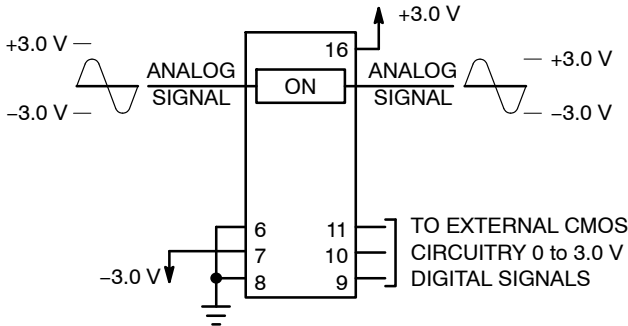 +3.0 V
16
+3.0 V
−3.0 V
ANALOG
SIGNAL
ON
ANALOG
SIGNAL
+3.0 V
−3.0 V
6
7
8
−3.0 V
11
10
9
TO EXTERNAL CMOS
CIRCUITRY 0 to 3.0 V
DIGITAL SIGNALS